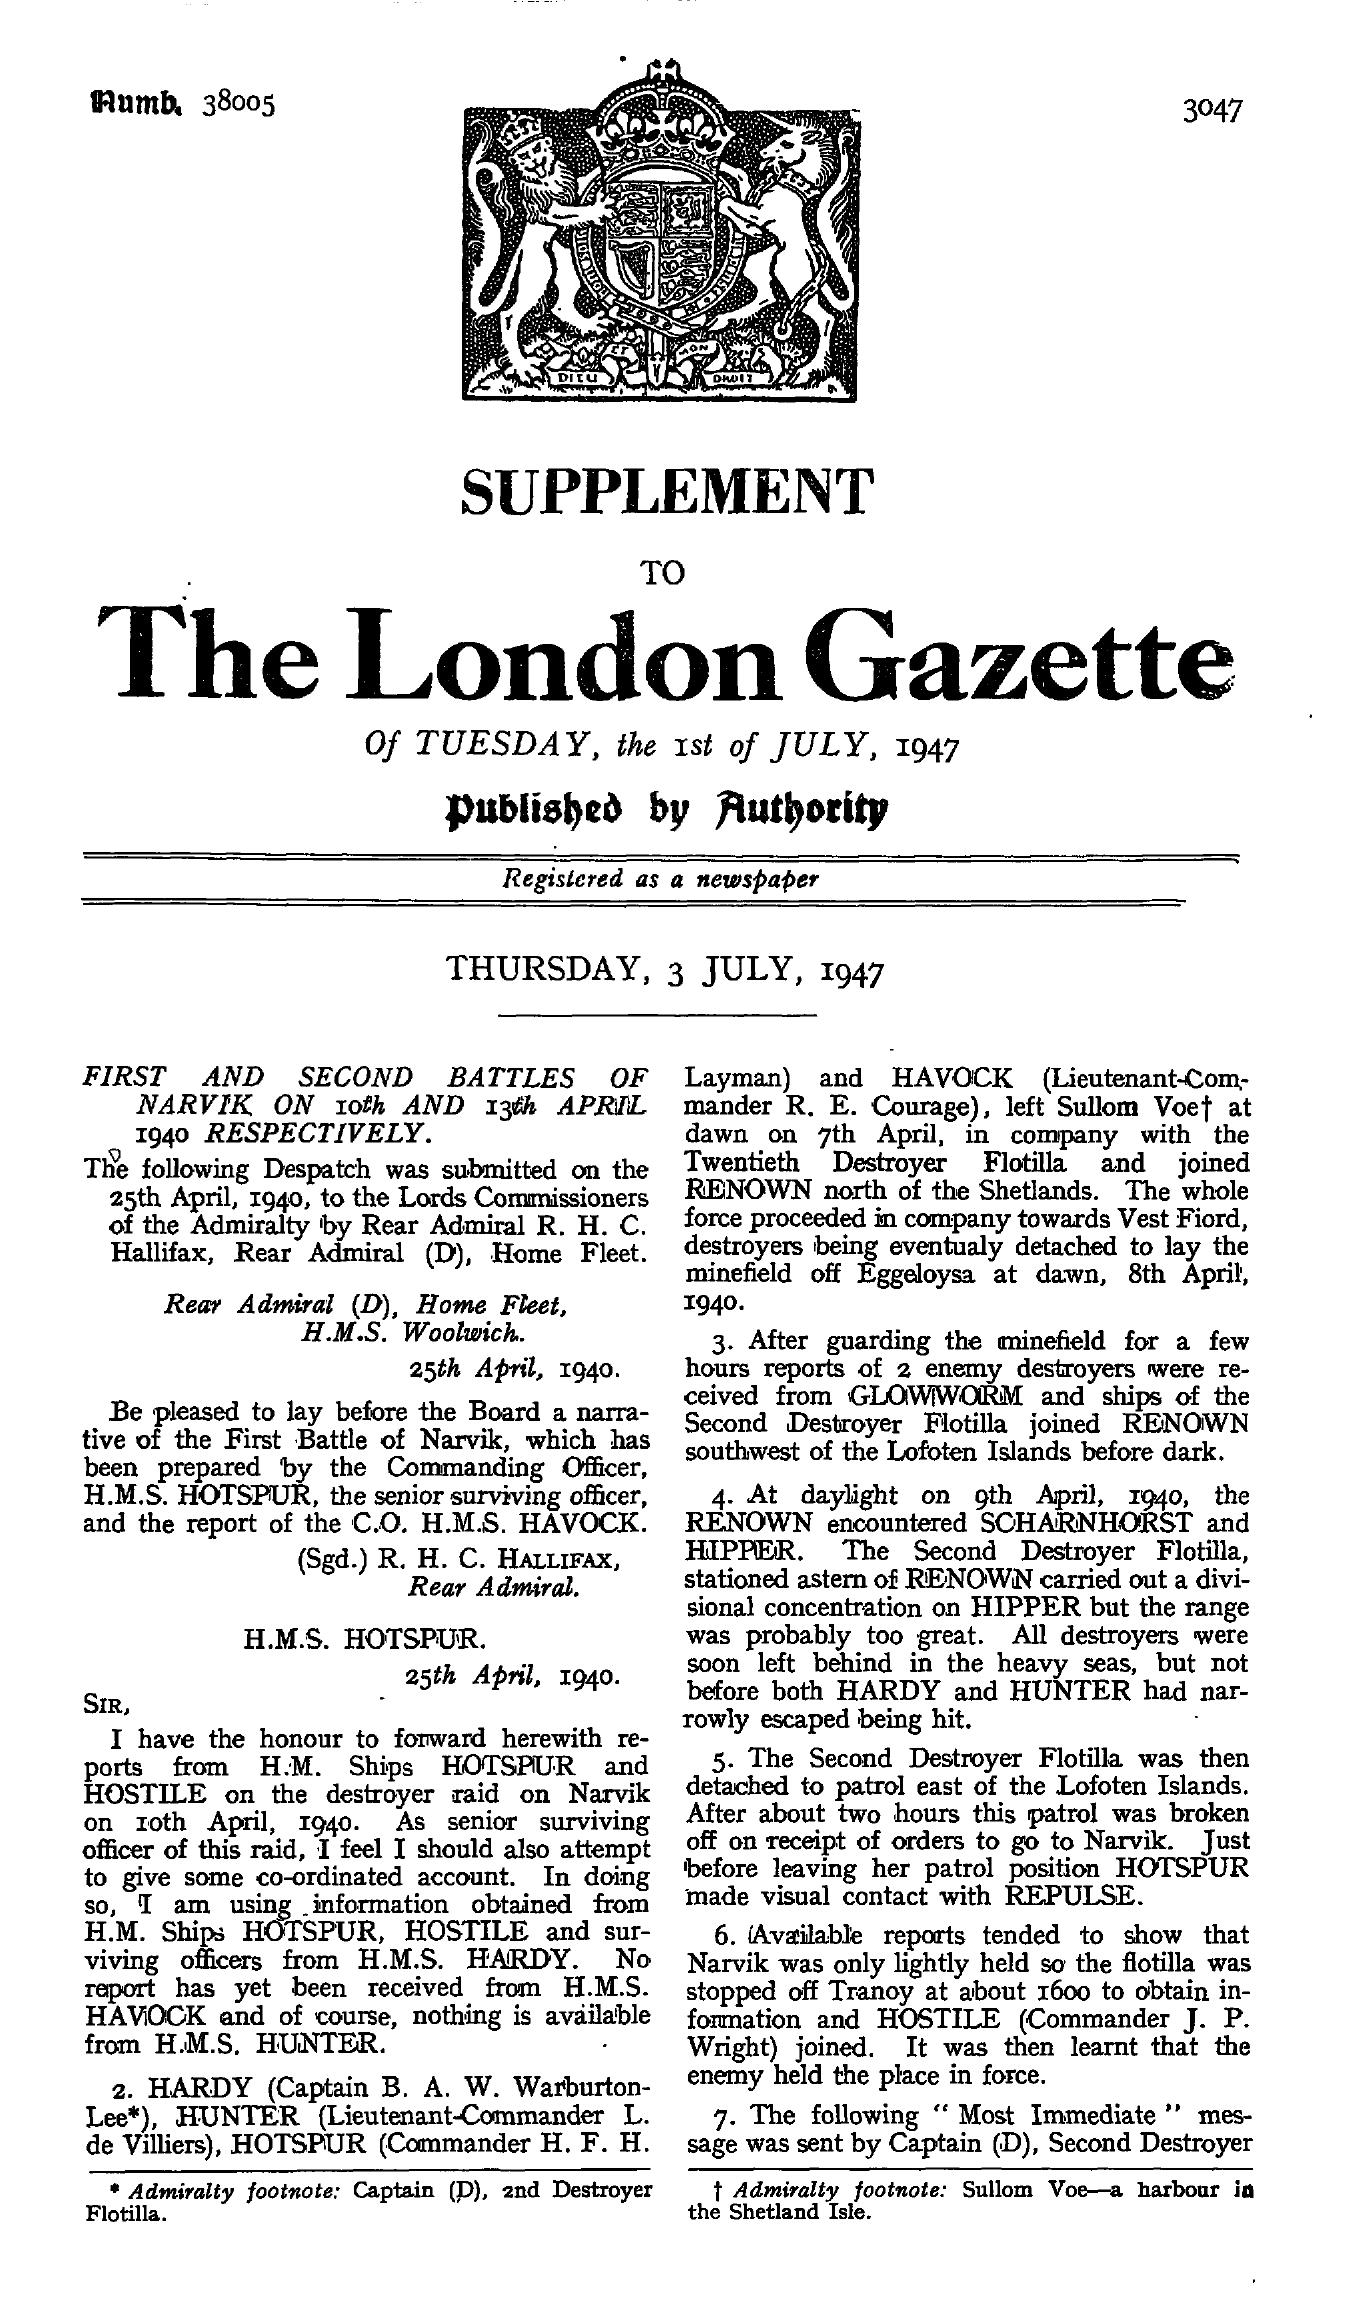 Numb. 38005
3047
DIEU ET MON DROIT
SUPPLEMENT
TO
The London Gazette
Of TUESDAY, the 1st of JULY, 1947
Published by Authority
Registered as a newspaper
THURSDAY, 3 JULY, 1947
FIRST AND SECOND BATTLES OF
NARVIK ON 10th AND 13th APRIL
1940 RESPECTIVELY.
The following Despatch was submitted on the
25th April, 1940, to the Lords Commissioners
of the Admiralty by Rear Admiral R. H. C.
Hallifax, Rear Admiral (D), Home Fleet.
Rear Admiral (D), Home Fleet,
H.M.S. Woolwich.
25th April, 1940.
Be pleased to lay before the Board a narra-
tive of the First Battle of Narvik, which has
been prepared by the Commanding Officer,
H.M.S. HOTSPUR, the senior surviving officer,
and the report of the C.O. H.M.S. HAVOCK.
(Sgd.) R. H. C. HALLIFAX,
Rear Admiral.
H.M.S. HOTSPUR.
25th April, 1940.
SIR,
I have the honour to forward herewith re-
ports from H.M. Ships HOTSPUR and
HOSTILE on the destroyer raid on Narvik
on 10th April, 1940. As senior surviving
officer of this raid, I feel I should also attempt
to give some co-ordinated account. In doing
so, I am using information obtained from
H.M. Ships HOTSPUR, HOSTILE and sur-
viving officers from H.M.S. HARDY. No
report has yet been received from H.M.S.
HAVOCK and of course, nothing is available
from H.M.S. HUNTER.
2. HARDY (Captain B. A. W. Warburton-
Lee*), HUNTER (Lieutenant-Commander L.
de Villiers), HOTSPUR (Commander H. F. H.
* Admiralty footnote: Captain (D), 2nd Destroyer
Flotilla.
Layman) and HAVOCK (Lieutenant-Com-
mander R. E. Courage), left Sullom Voe† at
dawn on 7th April, in company with the
Twentieth Destroyer Flotilla and joined
RENOWN north of the Shetlands. The whole
force proceeded in company towards Vest Fiord,
destroyers being eventualy detached to lay the
minefield off Eggeloysa at dawn, 8th April,
1940.
3. After guarding the minefield for a few
hours reports of 2 enemy destroyers were re-
ceived from GLOWWORM and ships of the
Second Destroyer Flotilla joined RENOWN
southwest of the Lofoten Islands before dark.
4. At daylight on 9th April, 1940, the
RENOWN encountered SCHARNHORST and
HIPPER. The Second Destroyer Flotilla,
stationed astern of RENOWN carried out a divi-
sional concentration on HIPPER but the range
was probably too great. All destroyers were
soon left behind in the heavy seas, but not
before both HARDY and HUNTER had nar-
rowly escaped being hit.
5. The Second Destroyer Flotilla was then
detached to patrol east of the Lofoten Islands.
After about two hours this patrol was broken
off on receipt of orders to go to Narvik. Just
before leaving her patrol position HOTSPUR
made visual contact with REPULSE.
6. Available reports tended to show that
Narvik was only lightly held so the flotilla was
stopped off Tranoy at about 1600 to obtain in-
formation and HOSTILE (Commander J. P.
Wright) joined. It was then learnt that the
enemy held the place in force.
7. The following " Most Immediate " mes-
sage was sent by Captain (D), Second Destroyer
† Admiralty footnote: Sullom Voe—a harbour in
the Shetland Isle.